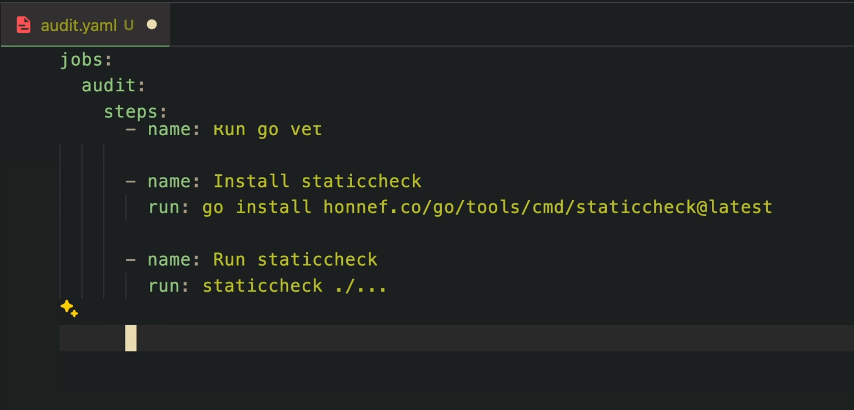 audit.yaml U
jobs:
audit:
steps:
- name: Run go vet
- name: Install staticcheck
run: go install honnef.co/go/tools/cmd/staticcheck@latest
- name: Run staticcheck
run: staticcheck ./...